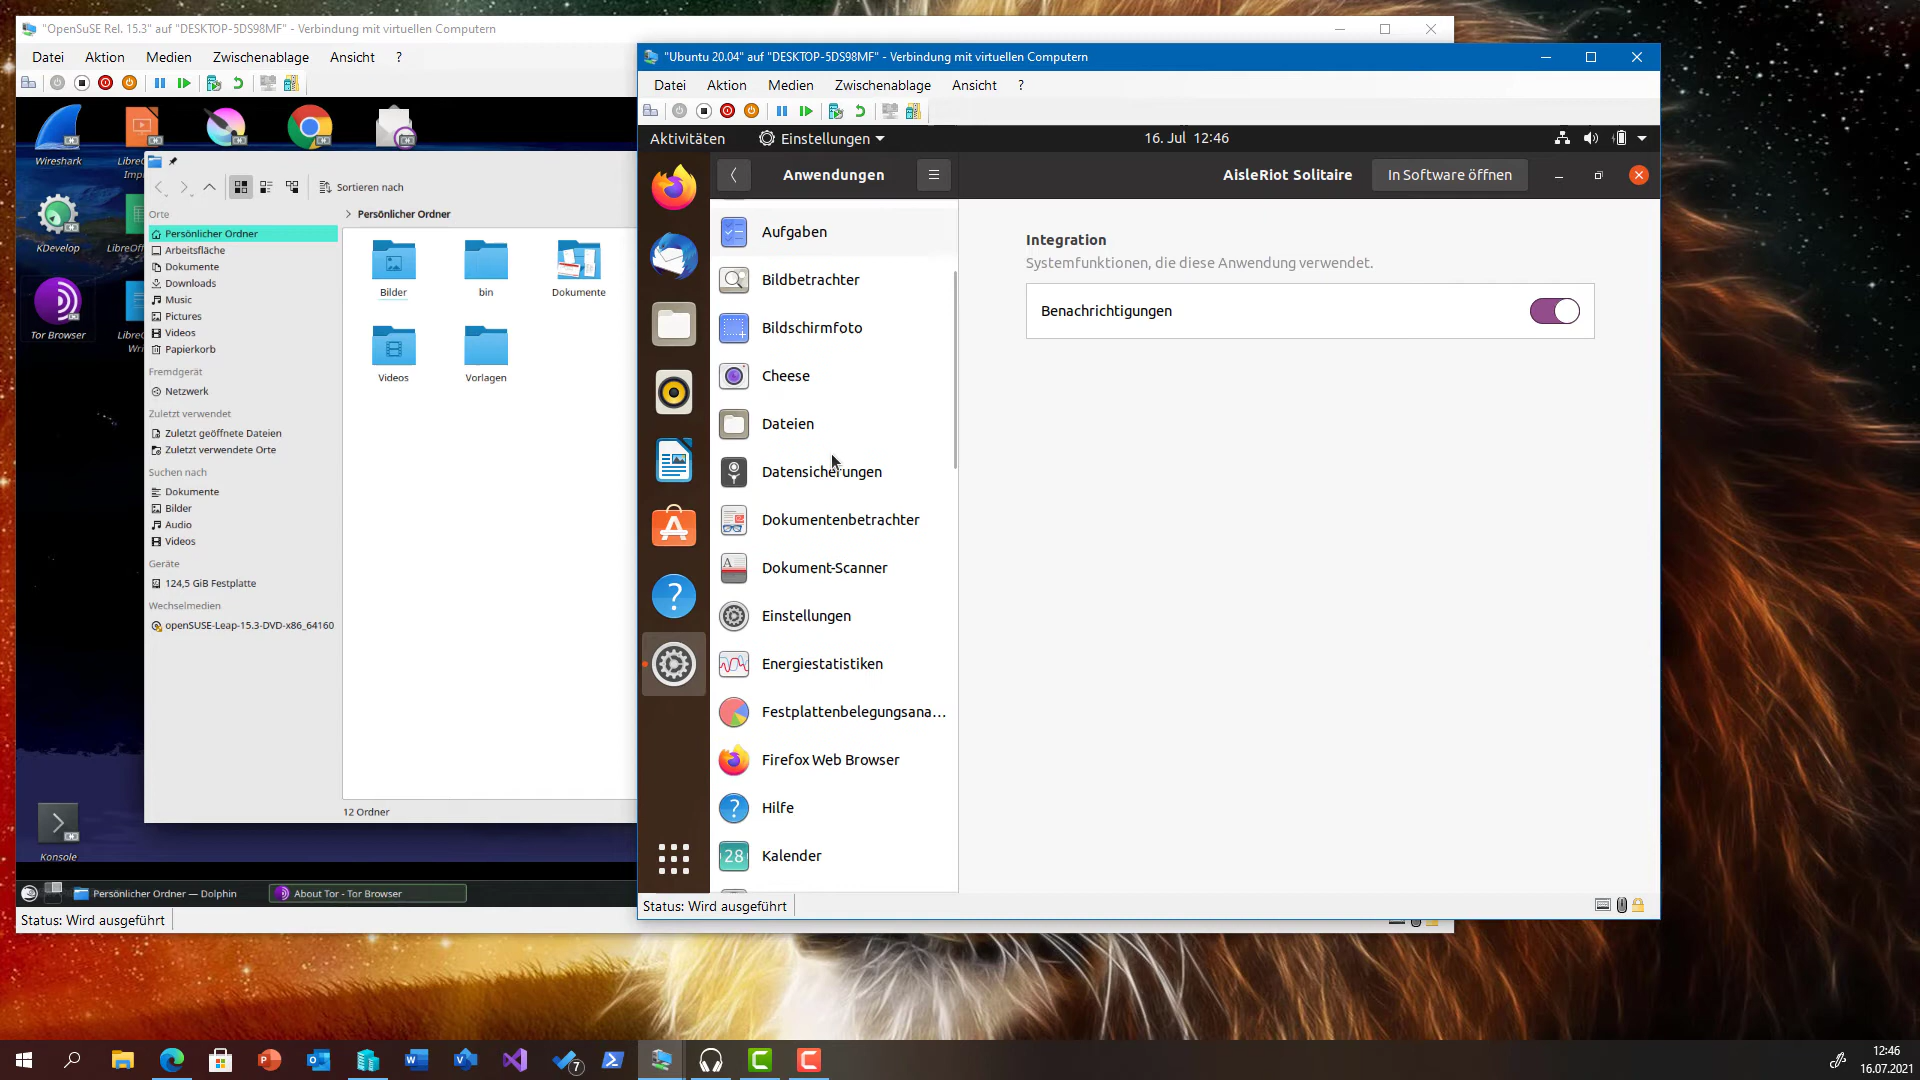 "OpenSuSE Rel. 15.3" auf "DESKTOP-5DS98MF" - Verbindung mit virtuellen Computern
Datei Aktion Medien Zwischenablage Ansicht ?
Wireshark
Impr
KDevelop
LibreOff
Tor Browser
Wri
Konsole
Sortieren nach
Orte
Persönlicher Ordner
Arbeitsfläche
Dokumente
Downloads
Music
Pictures
Videos
Papierkorb
Fremdgerät
Netzwerk
Zuletzt verwendet
Zuletzt geöffnete Dateien
Zuletzt verwendete Orte
Suchen nach
Dokumente
Bilder
Audio
Videos
Geräte
124,5 GiB Festplatte
Wechselmedien
openSUSE-Leap-15.3-DVD-x86_64160
Persönlicher Ordner
Bilder
bin
Dokumente
Videos
Vorlagen
12 Ordner
Persönlicher Ordner — Dolphin
About Tor - Tor Browser
Status: Wird ausgeführt
"Ubuntu 20.04" auf "DESKTOP-5DS98MF" - Verbindung mit virtuellen Computern
Datei Aktion Medien Zwischenablage Ansicht ?
Aktivitäten
Einstellungen
16. Jul 12:46
Anwendungen
AisleRiot Solitaire
In Software öffnen
Aufgaben
Bildbetrachter
Bildschirmfoto
Cheese
Dateien
Datensicherungen
Dokumentenbetrachter
Dokument-Scanner
Einstellungen
Energiestatistiken
Festplattenbelegungsana…
Firefox Web Browser
Hilfe
28 Kalender
Integration
Systemfunktionen, die diese Anwendung verwendet.
Benachrichtigungen
Status: Wird ausgeführt
7
12:46
16.07.2021